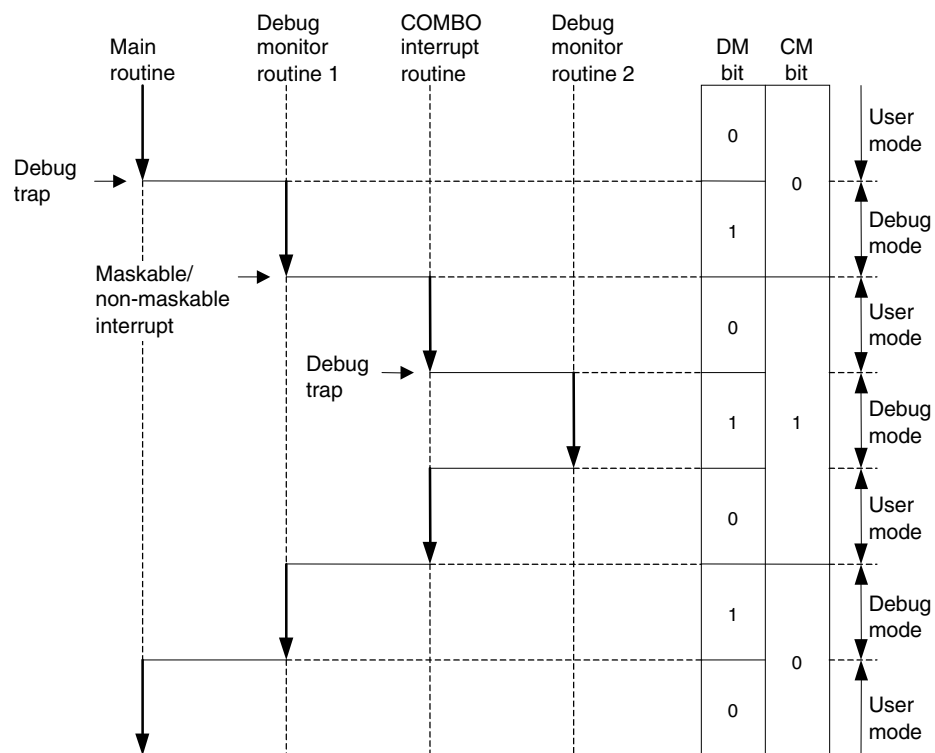 Main
routine
Debug
monitor
routine 1
COMBO
interrupt
routine
Debug
monitor
routine 2
DM
bit
CM
bit
0
User
mode
Debug
trap
0
1
Debug
mode
Maskable/
non-maskable
interrupt
0
User
mode
Debug
trap
1
1
Debug
mode
0
User
mode
1
Debug
mode
0
0
User
mode